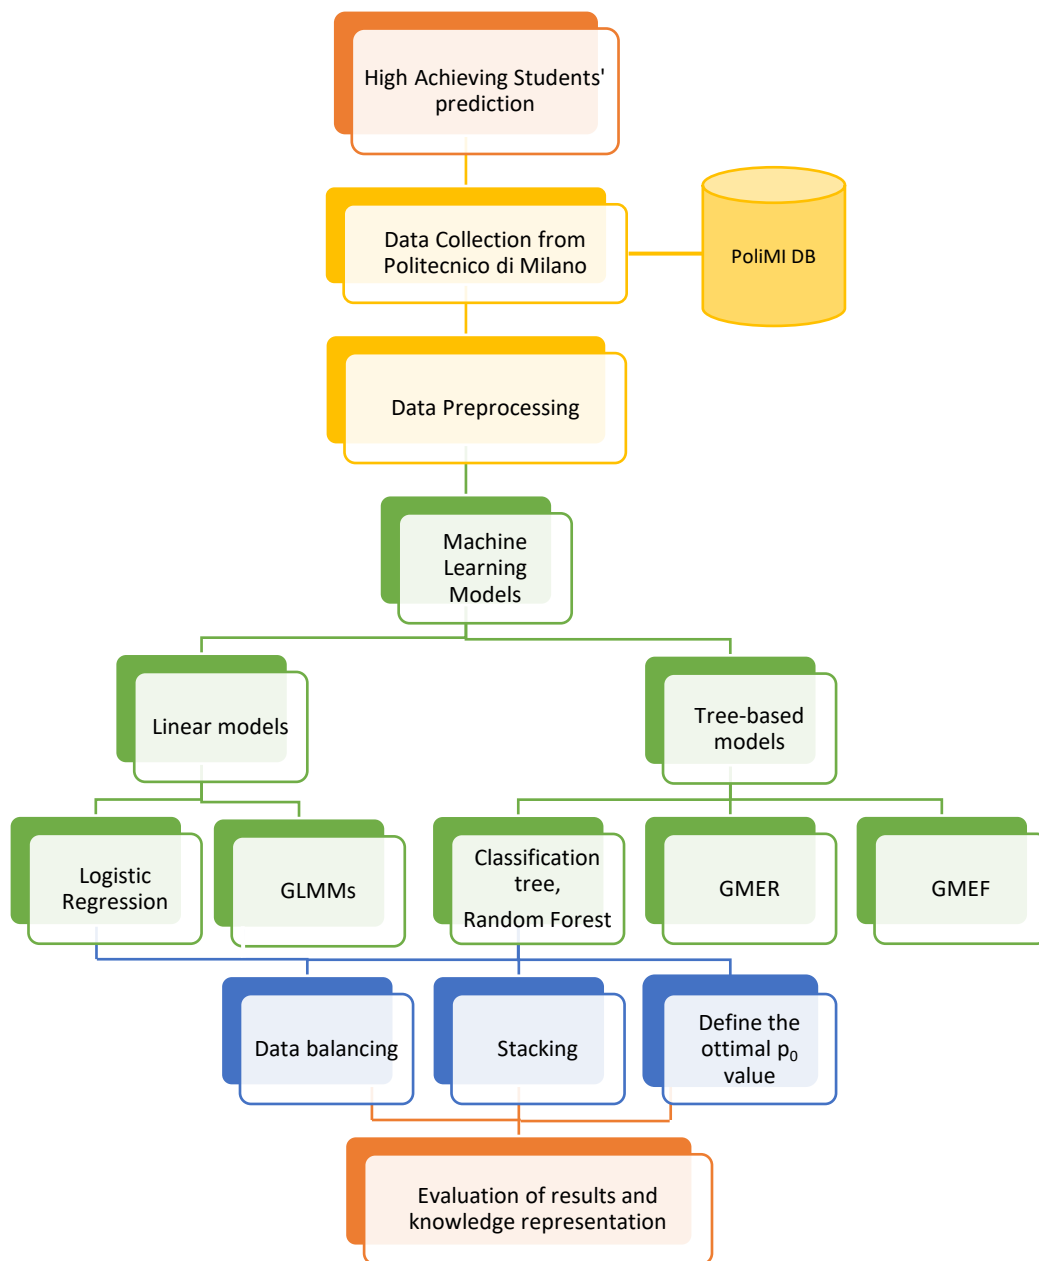 High Achieving Students'
prediction
Data Collection from
Politecnico di Milano
PoliMI DB
Data Preprocessing
Machine
Learning
Models
Linear models
Tree-based
models
Logistic
Regression
GLMMs
Classification
tree,
Random Forest
GMER
GMEF
Data balancing
Stacking
Define the
ottimal p₀
value
Evaluation of results and
knowledge representation